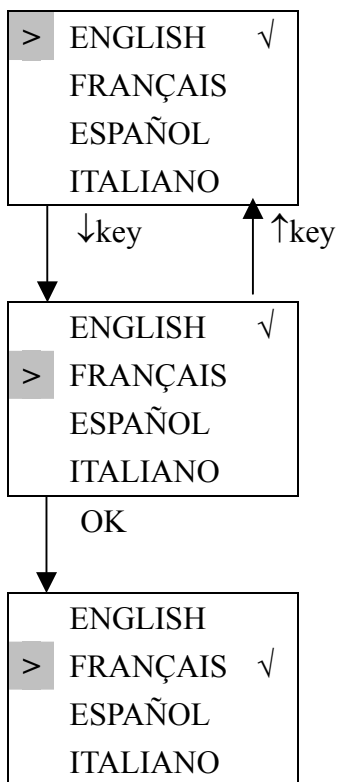 > ENGLISH √
FRANÇAIS
ESPAÑOL
ITALIANO
↓key ↑key
ENGLISH √
> FRANÇAIS
ESPAÑOL
ITALIANO
OK
ENGLISH
> FRANÇAIS √
ESPAÑOL
ITALIANO